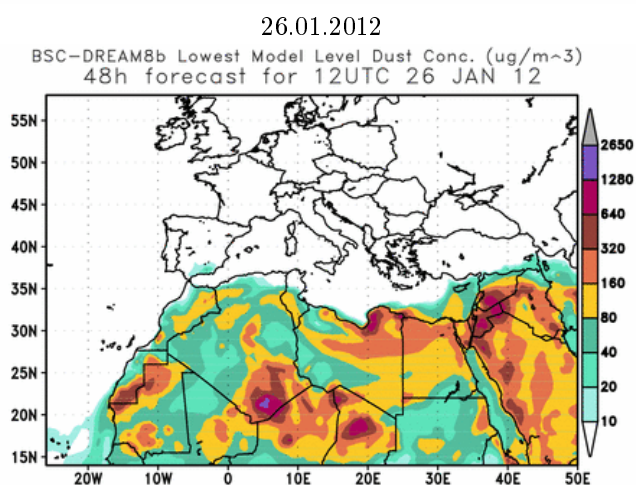 26.01.2012
BSC-DREAM8b Lowest Model Level Dust Conc. (ug/m^3)
48h forecast for 12UTC 26 JAN 12
55N
50N
45N
40N
35N
30N
25N
20N
15N
20W
10W
0
10E
20E
30E
40E
50E
2650
1280
640
320
160
80
40
20
10